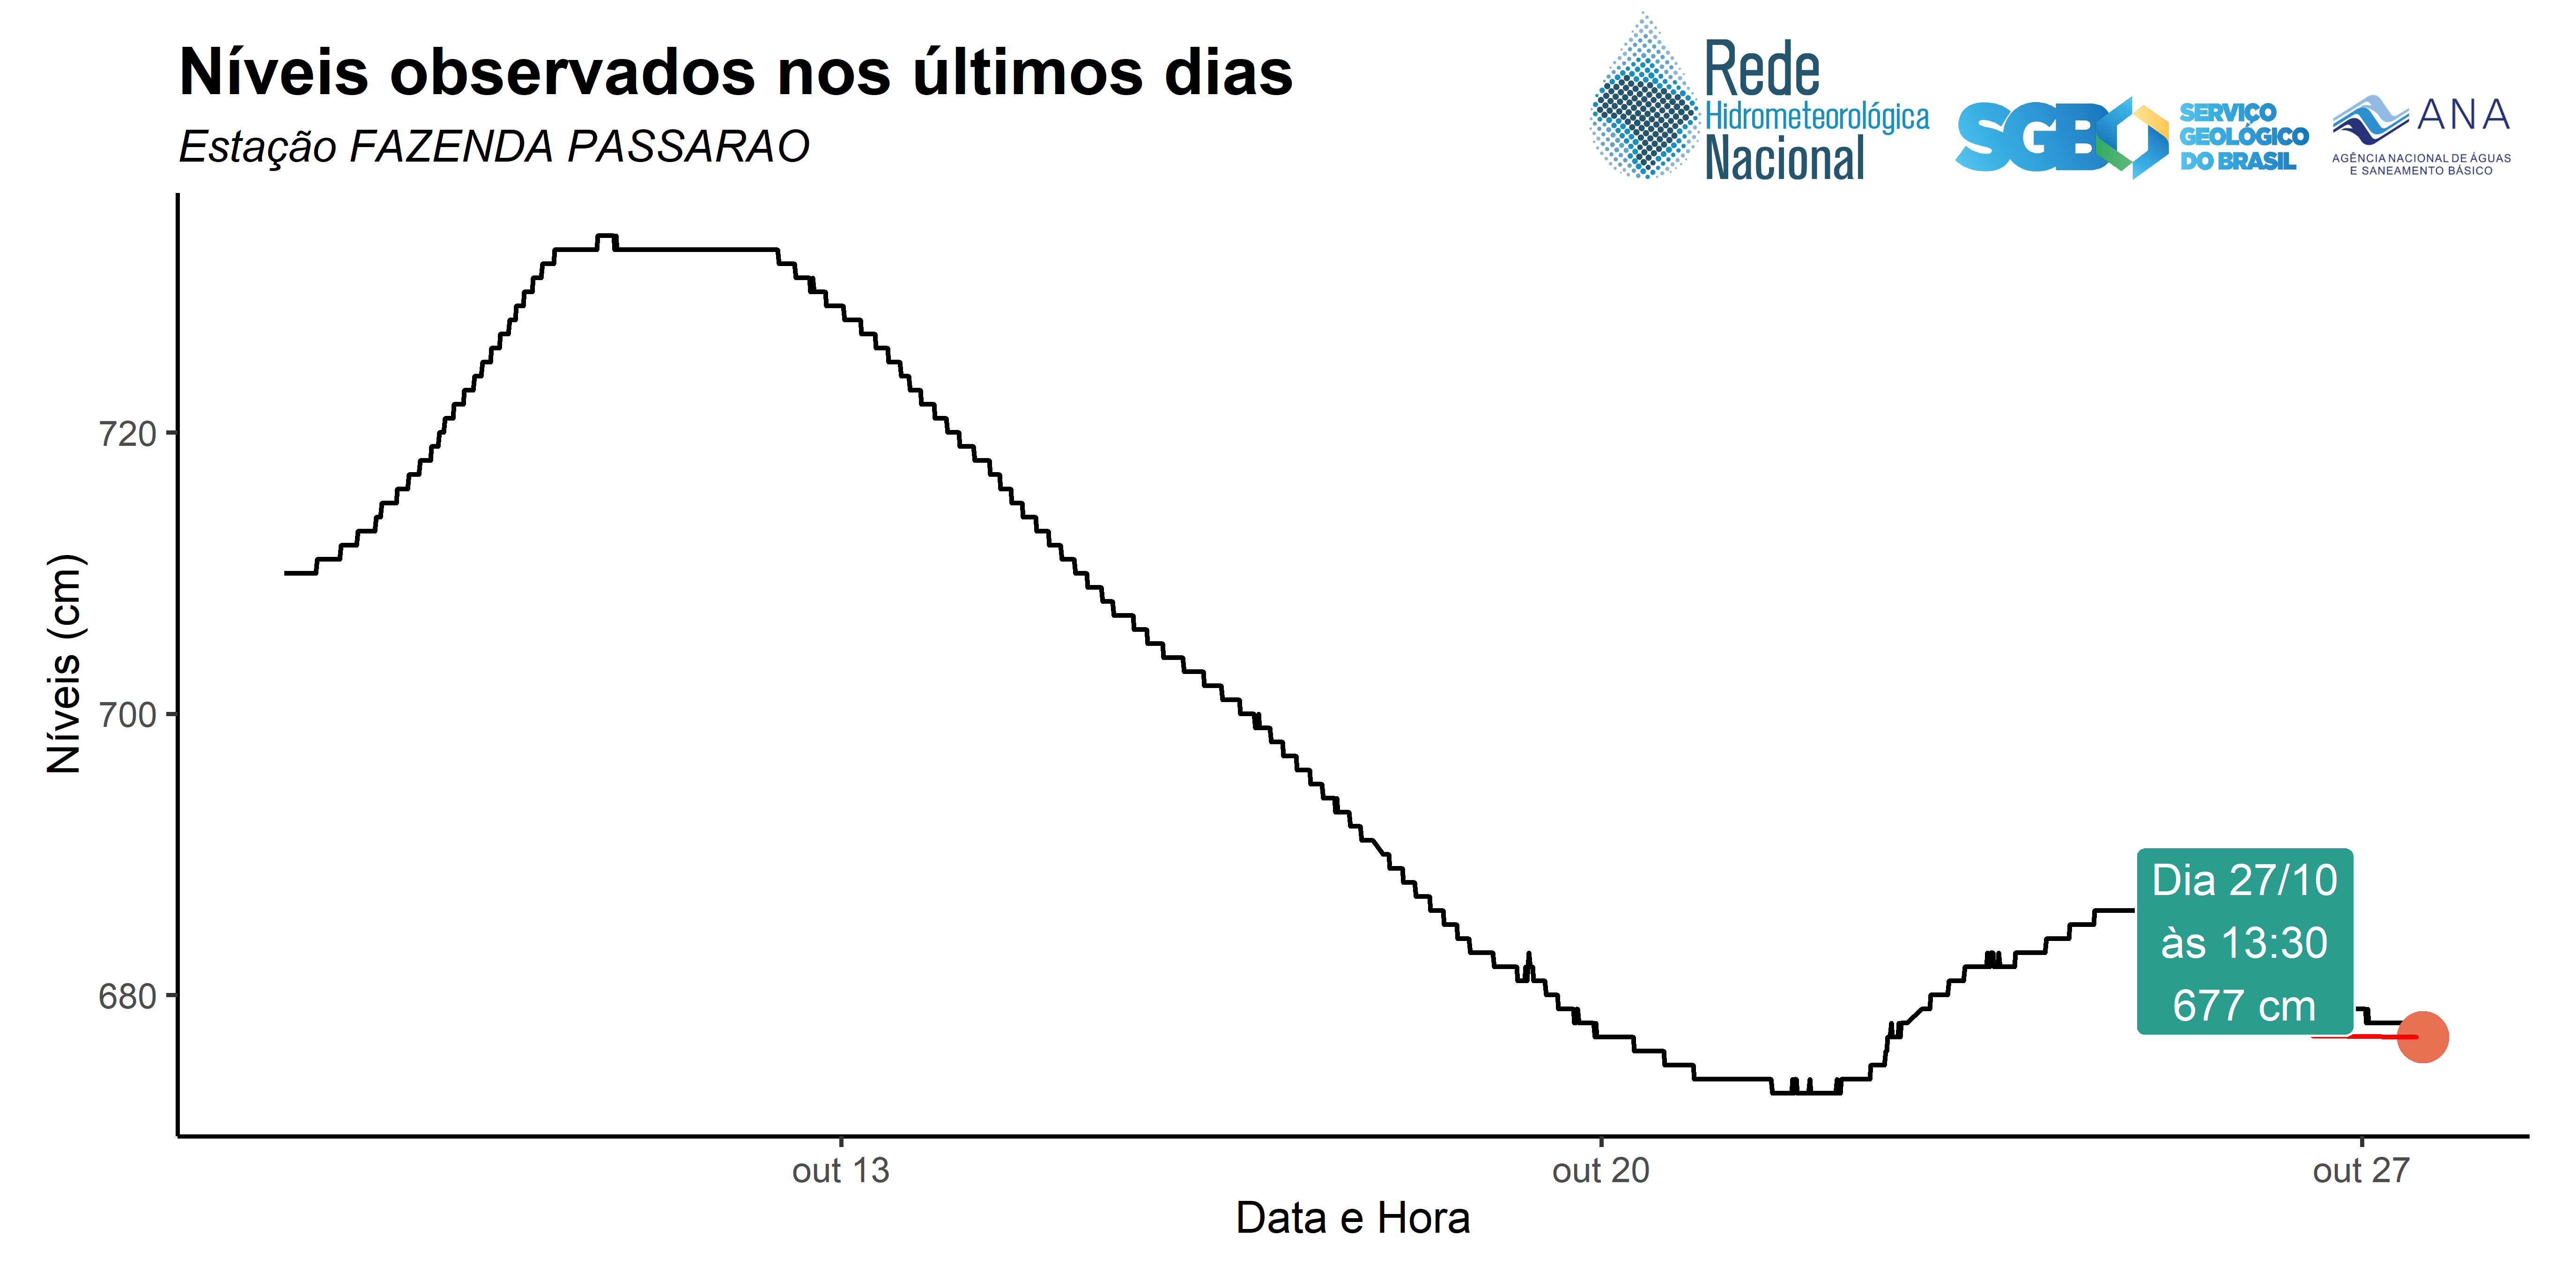 Níveis observados nos últimos dias
Estação FAZENDA PASSARAO
Rede
Hidrometeorológica
Nacional
SGB
SERVIÇO
GEOLÓGICO
DO BRASIL
ANA
AGÊNCIA NACIONAL DE ÁGUAS
E SANEAMENTO BÁSICO
Níveis (cm)
720
700
680
Dia 27/10
às 13:30
677 cm
out 13
out 20
out 27
Data e Hora